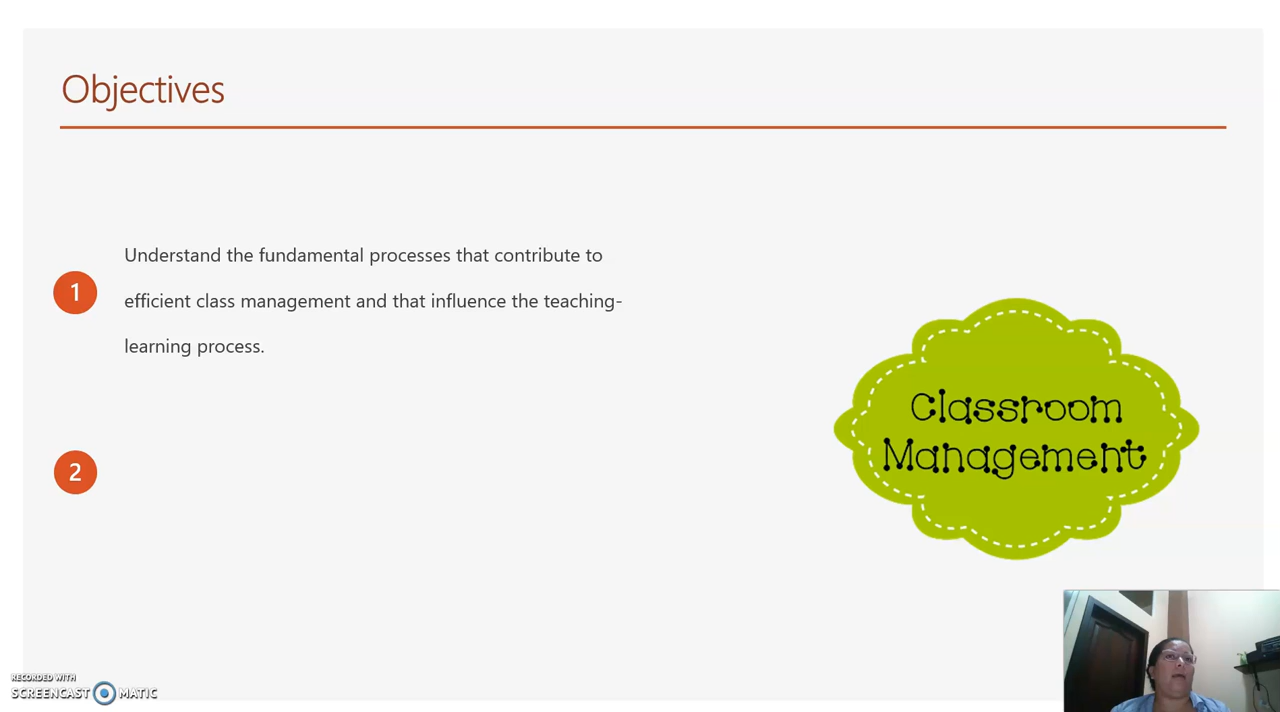 Objectives
1
Understand the fundamental processes that contribute to
efficient class management and that influence the teaching-
learning process.
2
Classroom
Management
RECORDED WITH
SCREENCAST MATIC